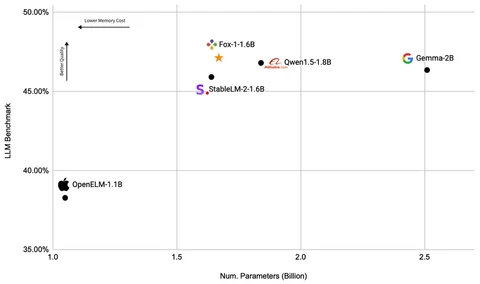 50.00%
Lower Memory Cost
Better Quality
Fox-1-1.6B
Qwen1.5-1.8B
Gemma-2B
45.00%
StableLM-2-1.6B
LLM Benchmark
40.00%
OpenELM-1.1B
35.00%
1.0
1.5
2.0
2.5
Num. Parameters (Billion)